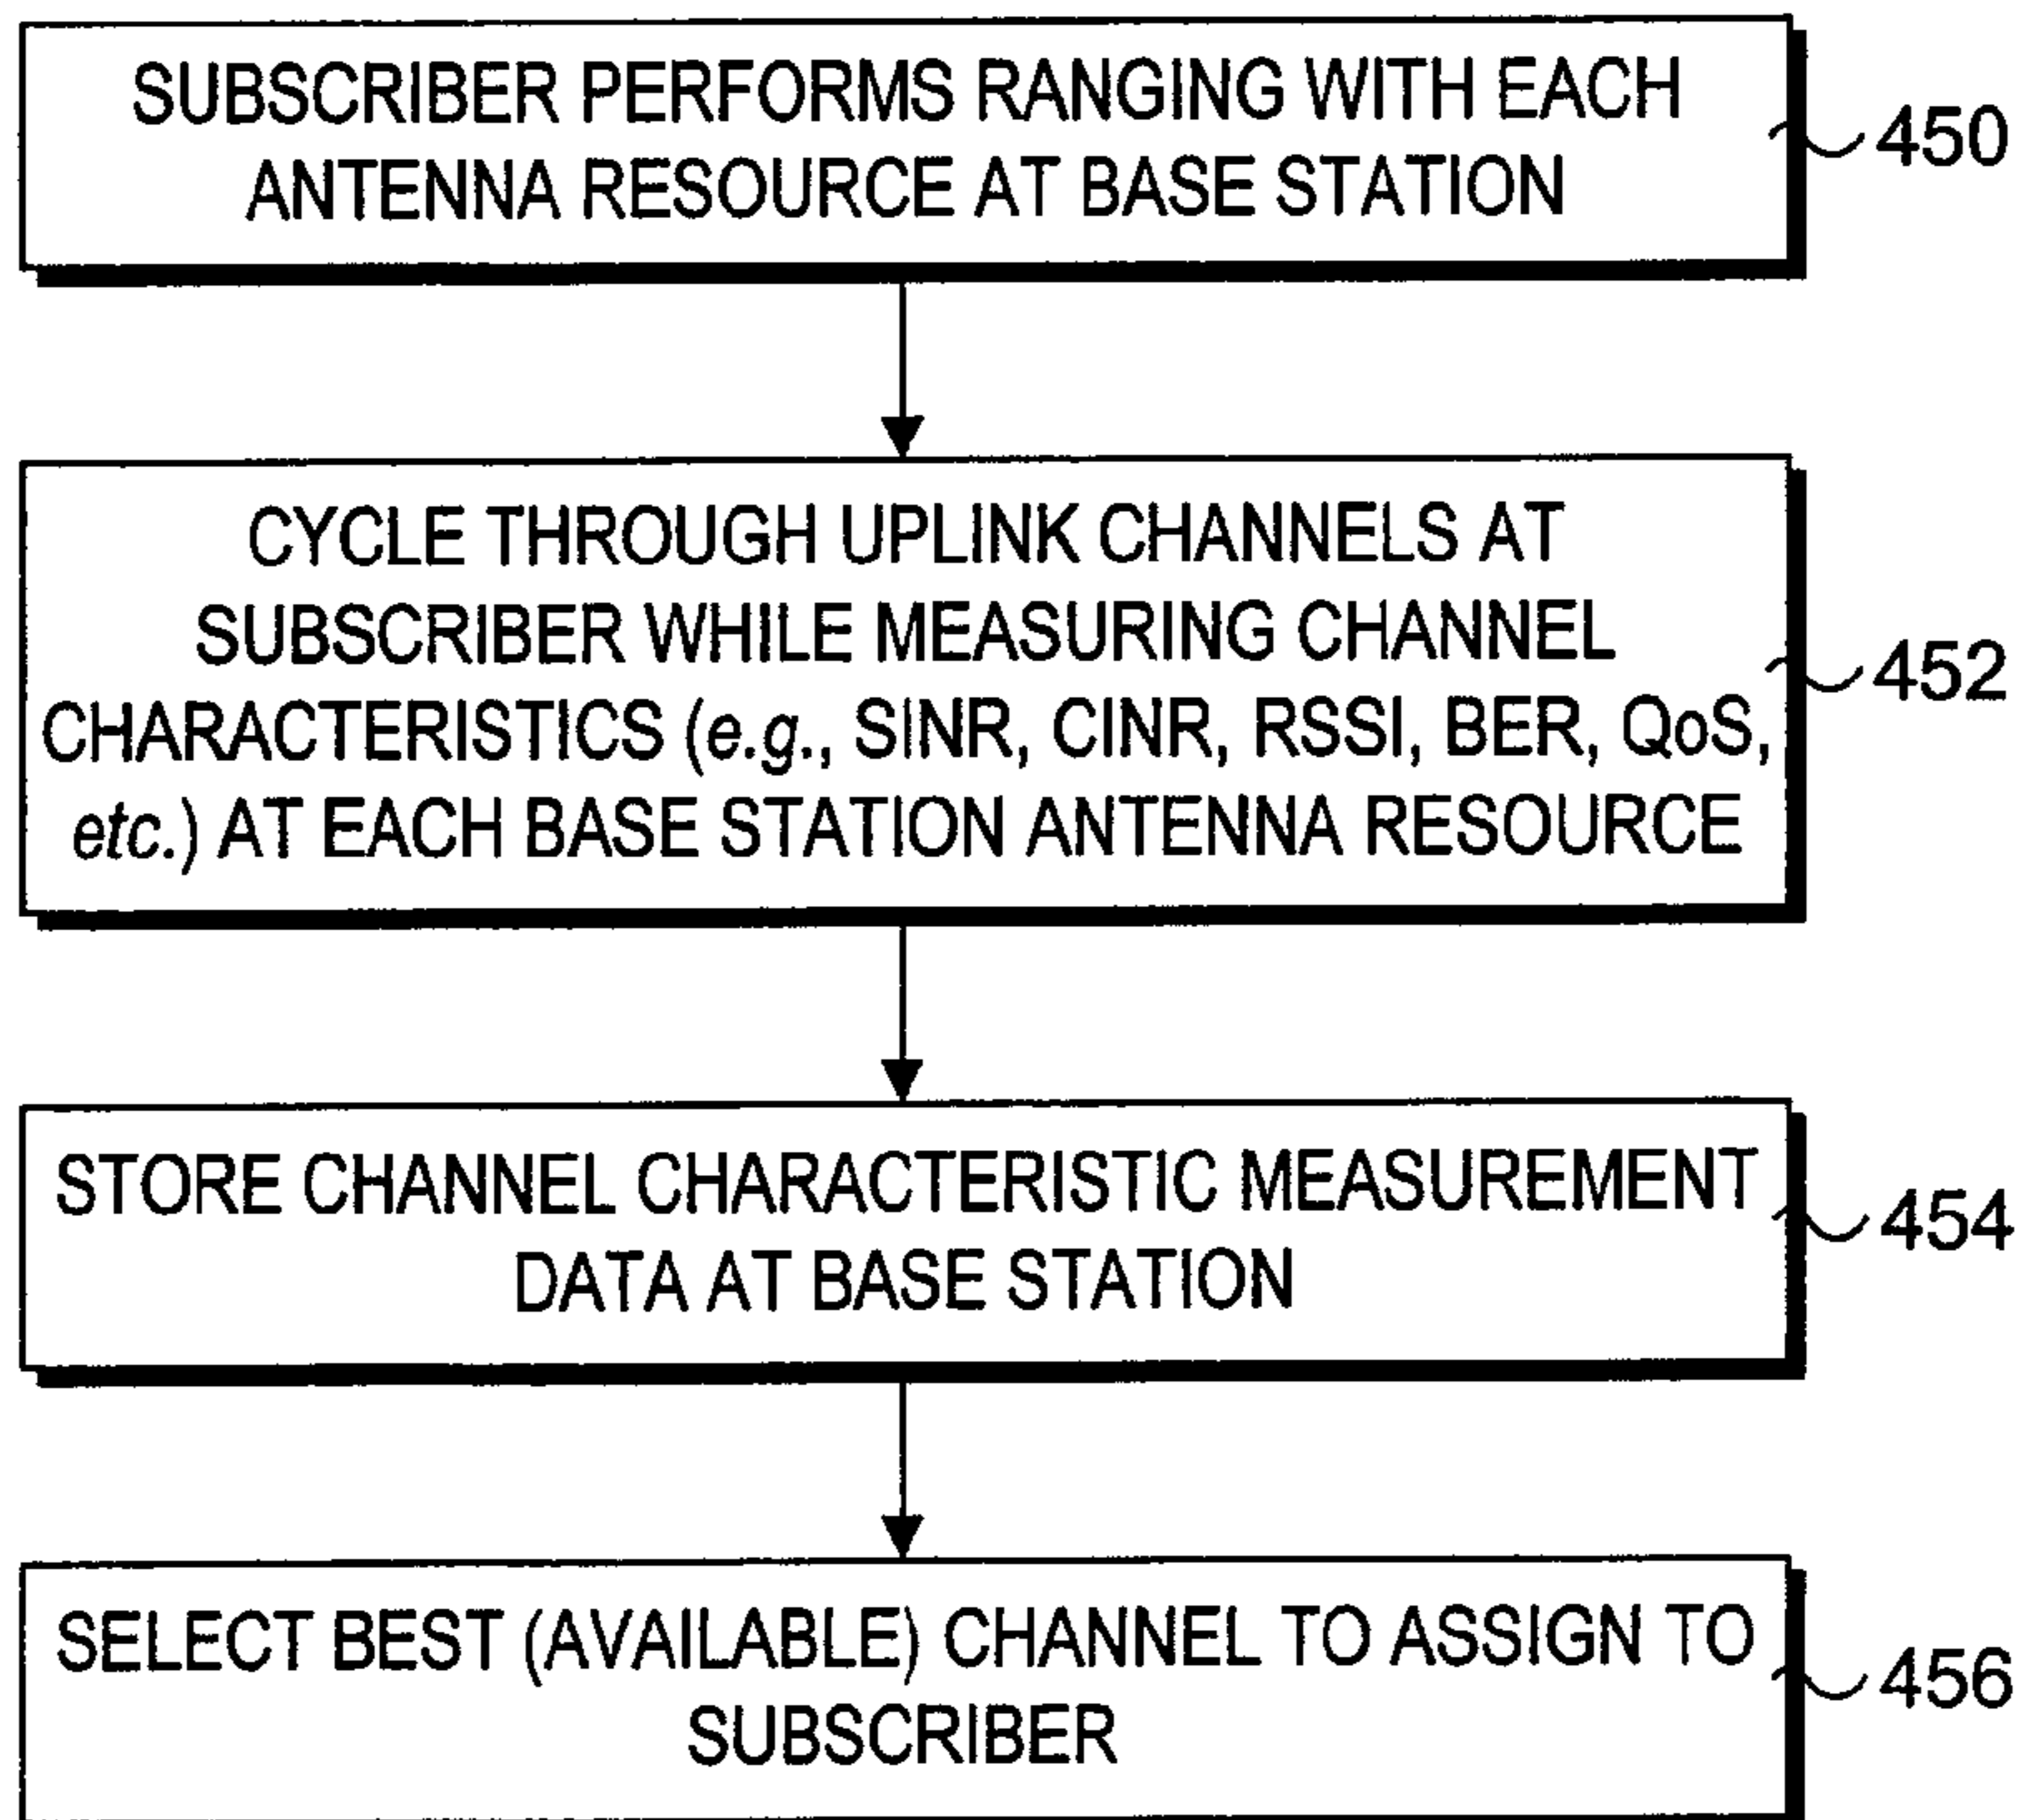 SUBSCRIBER PERFORMS RANGING WITH EACH
ANTENNA RESOURCE AT BASE STATION
450
CYCLE THROUGH UPLINK CHANNELS AT
SUBSCRIBER WHILE MEASURING CHANNEL
CHARACTERISTICS (e.g., SINR, CINR, RSSI, BER, QoS,
etc.) AT EACH BASE STATION ANTENNA RESOURCE
452
STORE CHANNEL CHARACTERISTIC MEASUREMENT
DATA AT BASE STATION
454
SELECT BEST (AVAILABLE) CHANNEL TO ASSIGN TO
SUBSCRIBER
456